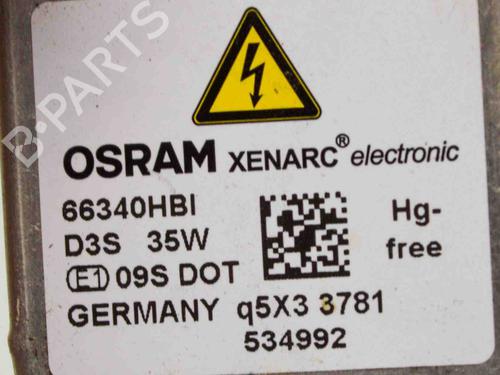 B-PARTS
OSRAM XENARC® electronic
66340HBI
D3S 35W
Hg-
free
E1 09S DOT
GERMANY q5X3 3781
534992